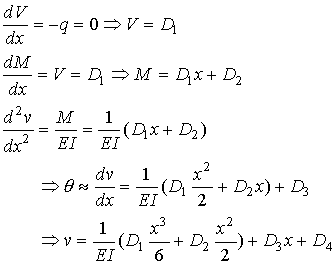 dV/dx = -q = 0 ⇒ V = D₁
dM/dx = V = D₁ ⇒ M = D₁x + D₂
d²v/dx² = M/EI = 1/EI (D₁x + D₂)
⇒ θ ≈ dv/dx = 1/EI (D₁ x²/2 + D₂x) + D₃
⇒ v = 1/EI (D₁ x³/6 + D₂ x²/2) + D₃x + D₄